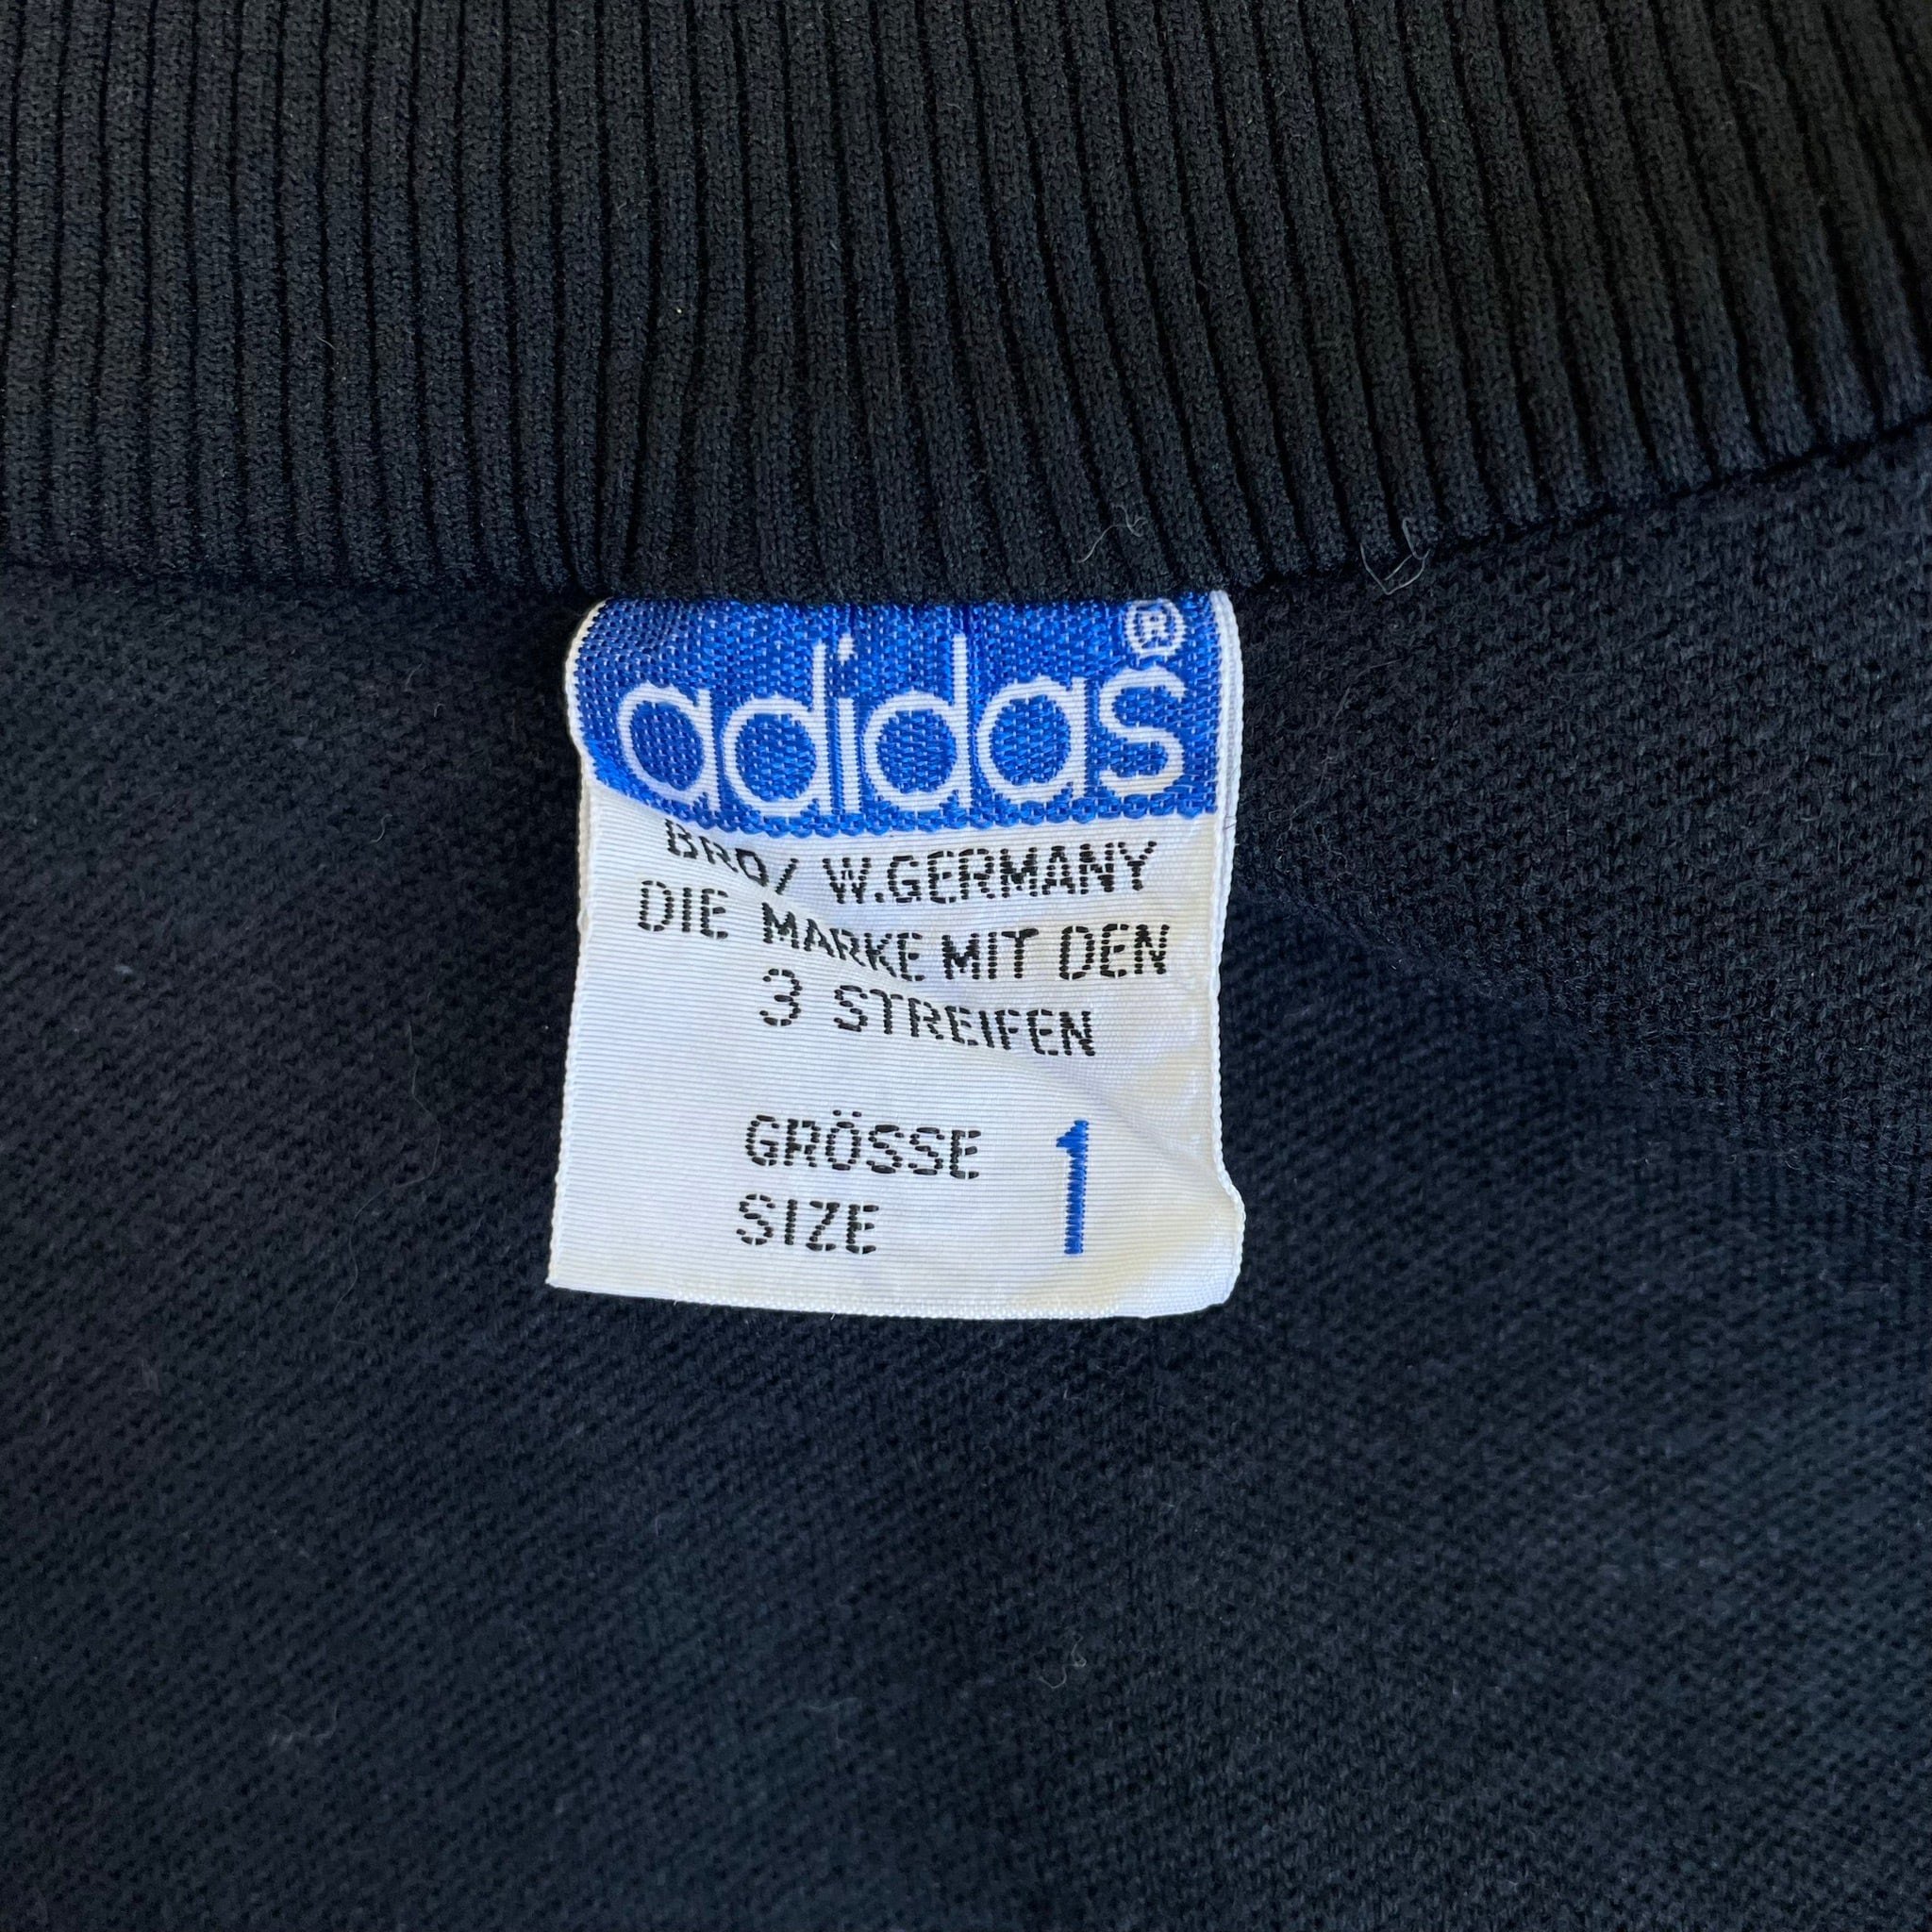 adidas®
BRD/ W.GERMANY
DIE MARKE MIT DEN
3 STREIFEN
GRÖSSE 1
SIZE